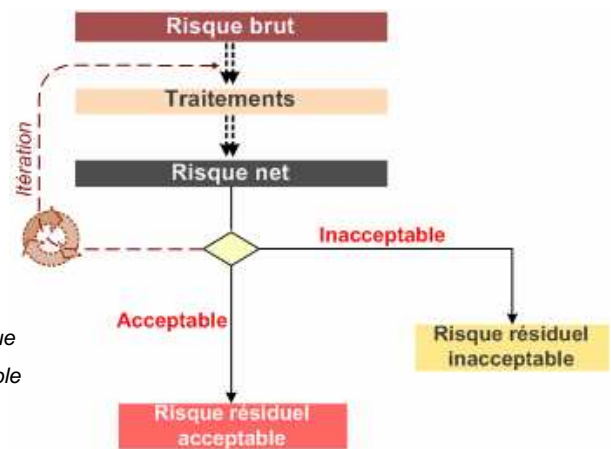 Risque brut
Traitements
Itération
Risque net
Inacceptable
Acceptable
Risque résiduel
inacceptable
Risque résiduel
acceptable